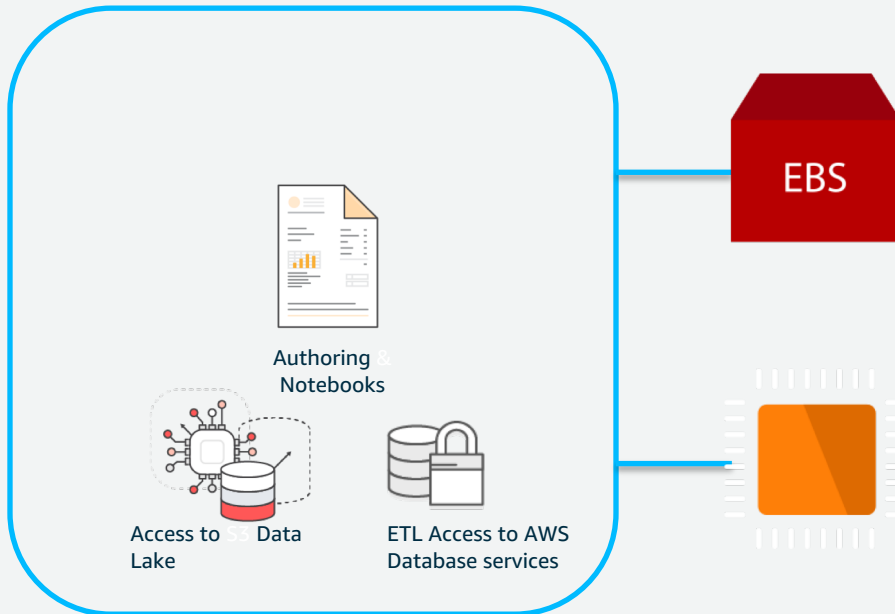 EBS
Authoring &
Notebooks
Access to S3 Data
Lake
ETL Access to AWS
Database services